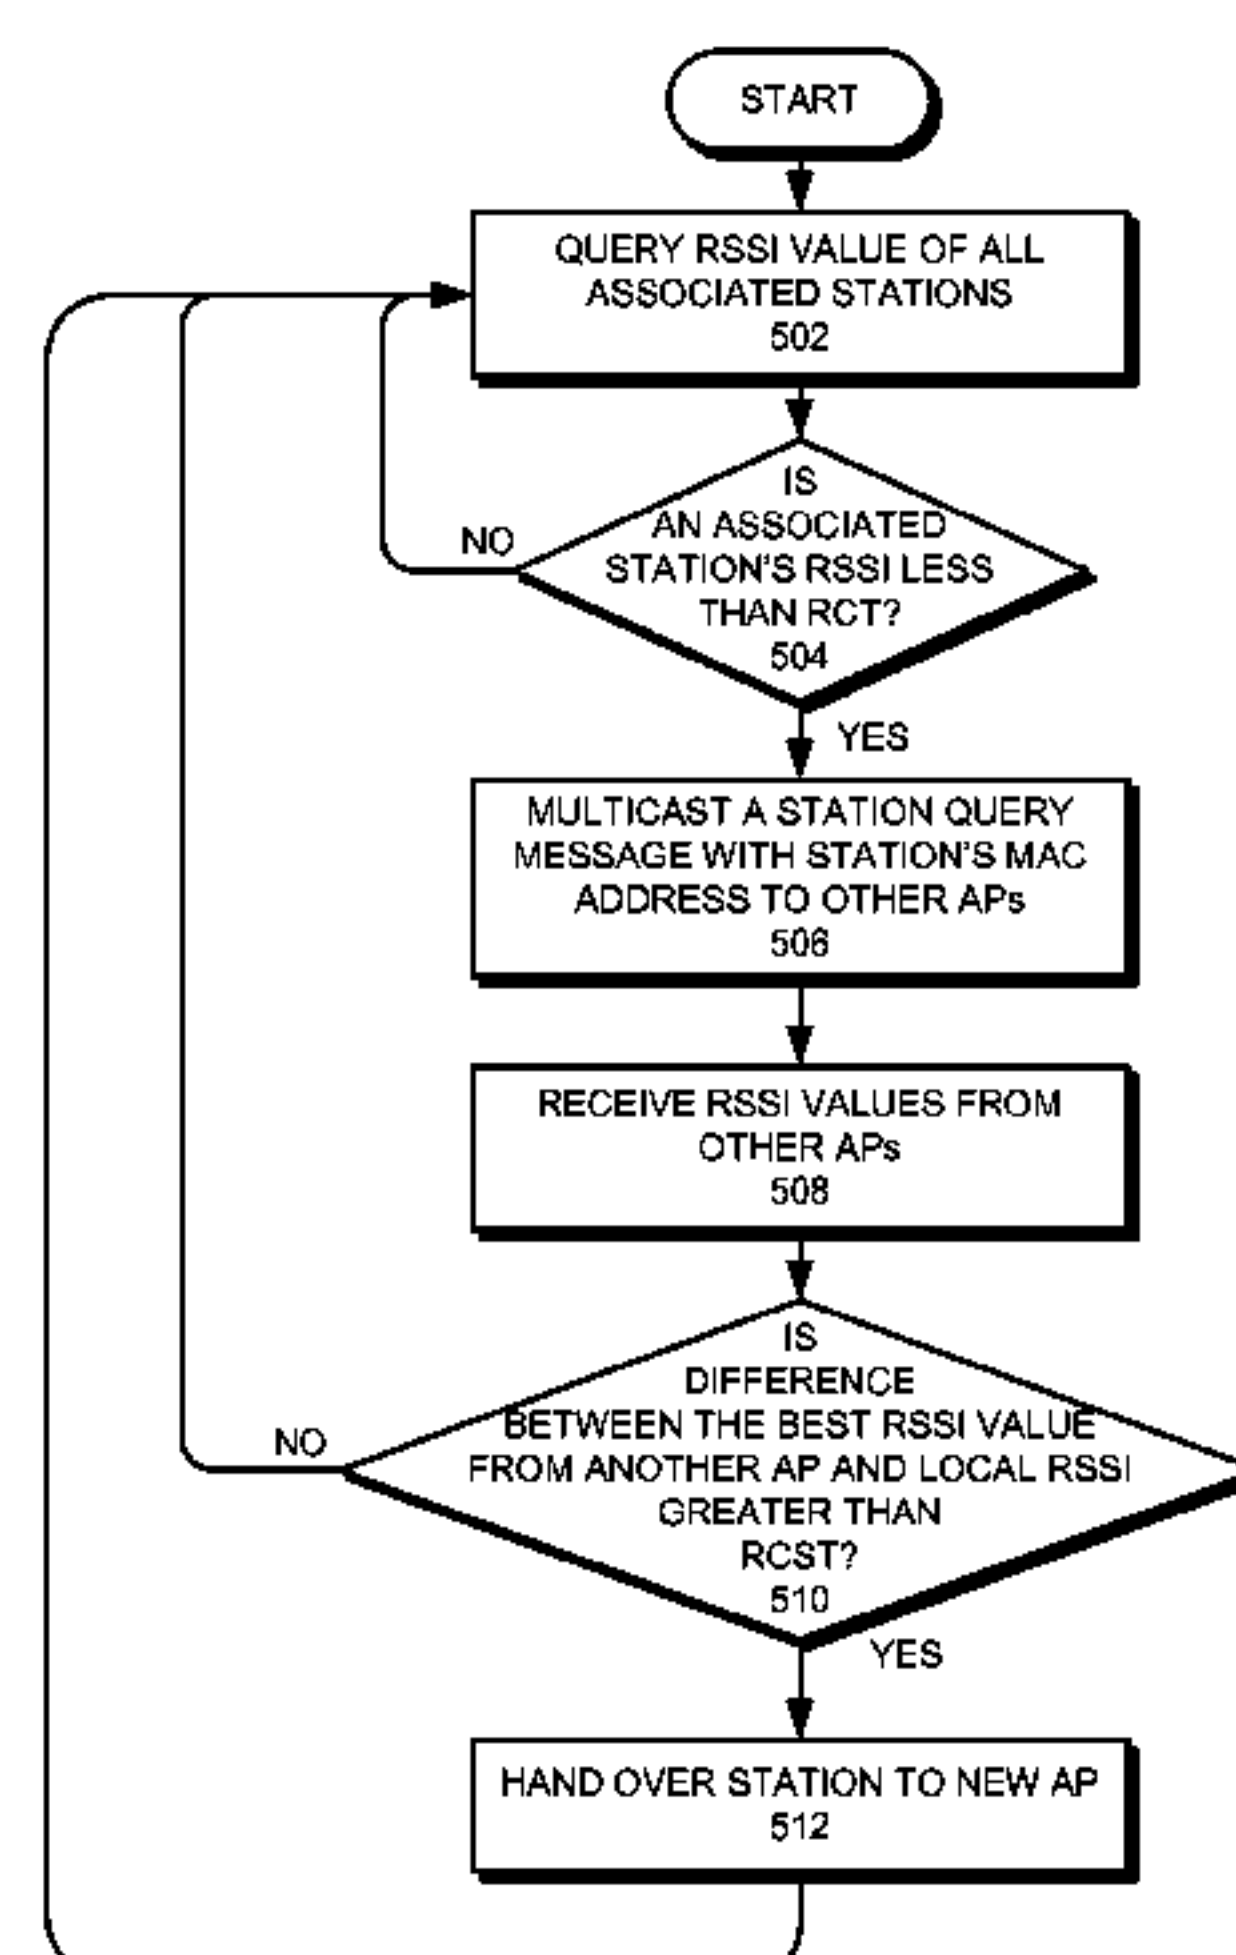 START
QUERY RSSI VALUE OF ALL
ASSOCIATED STATIONS
502
IS
AN ASSOCIATED
STATION'S RSSI LESS
THAN RCT?
504
NO
YES
MULTICAST A STATION QUERY
MESSAGE WITH STATION'S MAC
ADDRESS TO OTHER APs
506
RECEIVE RSSI VALUES FROM
OTHER APs
508
IS
DIFFERENCE
BETWEEN THE BEST RSSI VALUE
FROM ANOTHER AP AND LOCAL RSSI
GREATER THAN
RCST?
510
NO
YES
HAND OVER STATION TO NEW AP
512